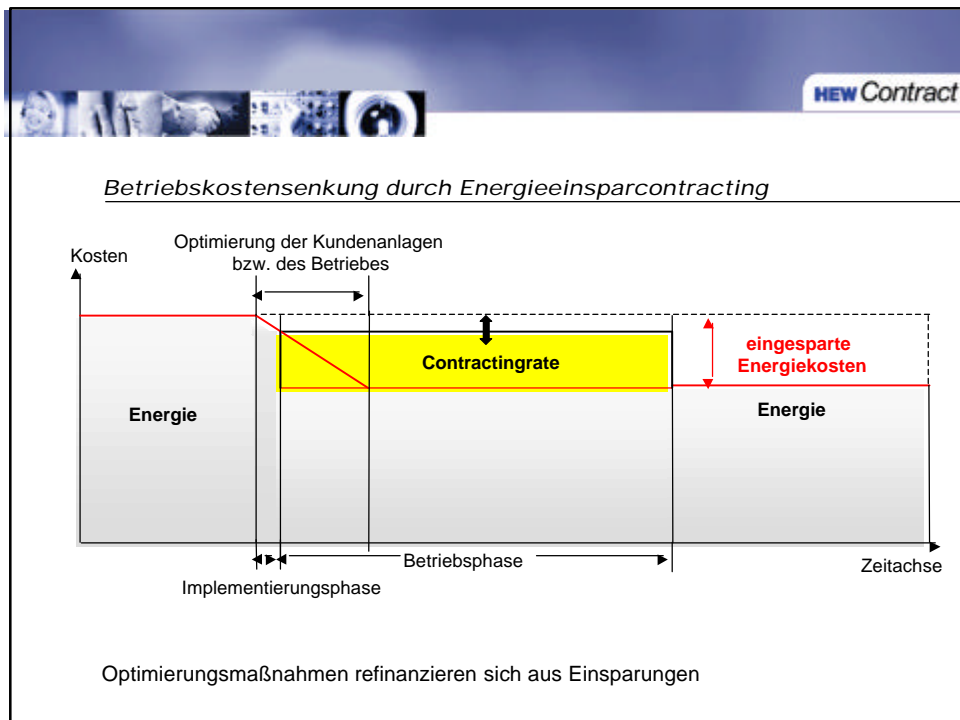 HEW Contract
Betriebskostensenkung durch Energieeinsparcontracting
Optimierung der Kundenanlagen
bzw. des Betriebes
Kosten
eingesparte
Energiekosten
Contractingrate
Energie
Energie
Betriebsphase
Zeitachse
Implementierungsphase
Optimierungsmaßnahmen refinanzieren sich aus Einsparungen